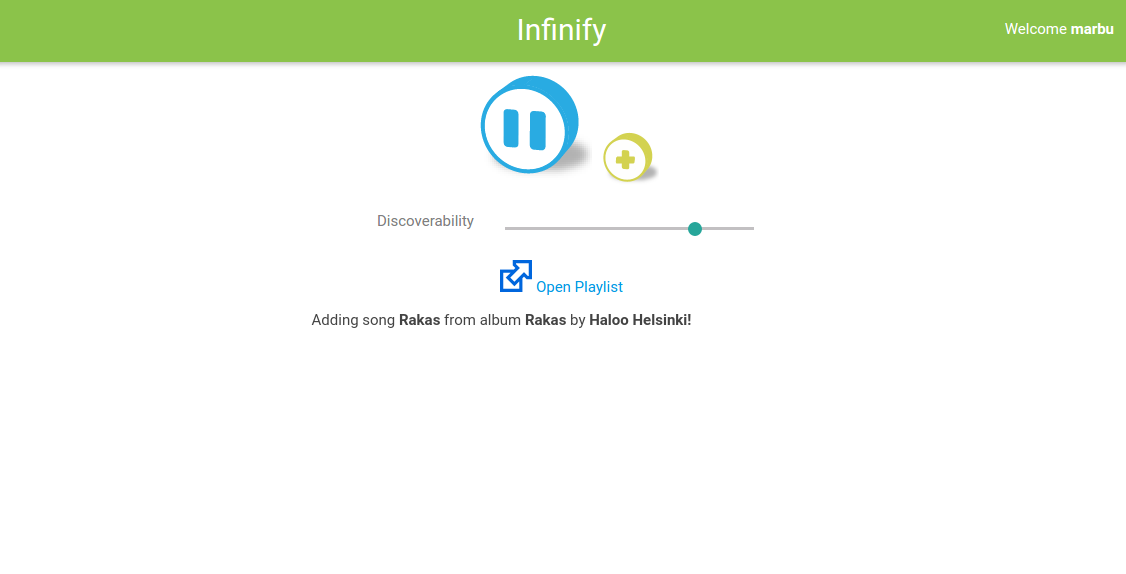 Infinify
Welcome marbu
Discoverability
Open Playlist
Adding song Rakas from album Rakas by Haloo Helsinki!